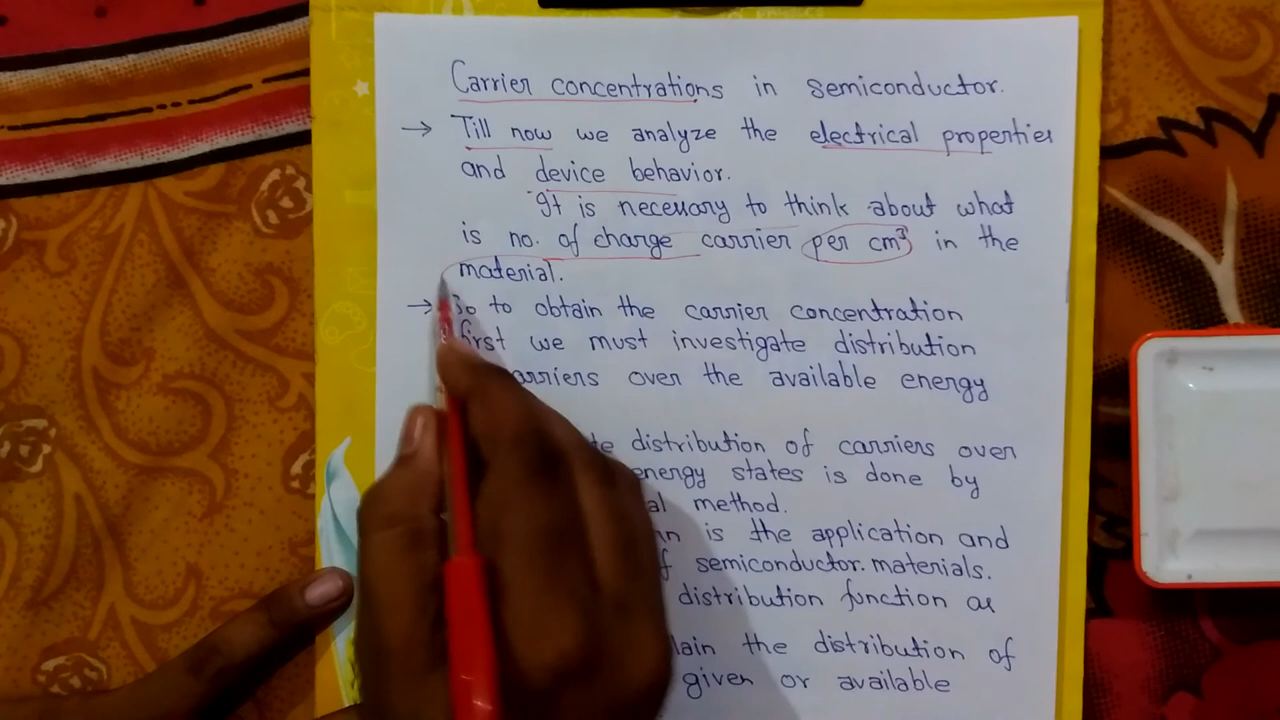 Carrier concentrations in semiconductor.
→ Till now we analyze the electrical properties
and device behavior.
It is necessary to think about what
is no. of charge carrier per cm³ in the
material.
→ So to obtain the carrier concentration
first we must investigate distribution
carriers over the available energy
distribution of carriers over
energy states is done by
method.
is the application and
semiconductor materials.
distribution function as
the distribution of
given or available